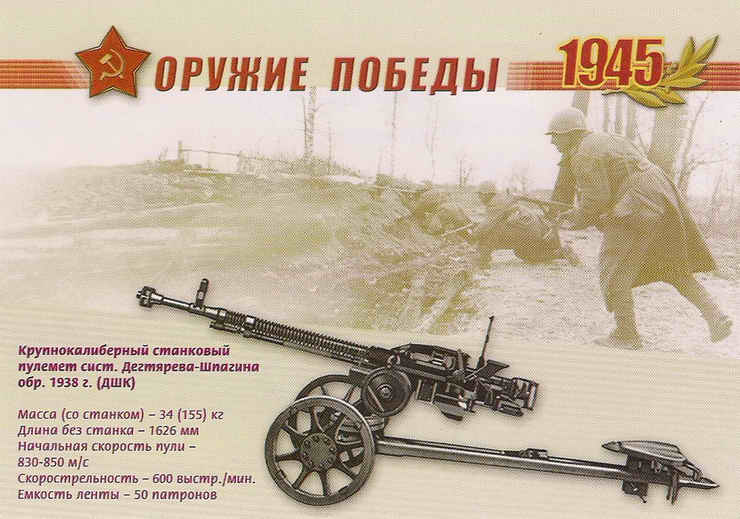 ОРУЖИЕ ПОБЕДЫ
1945
Крупнокалиберный станковый
пулемет сист. Дегтярева-Шпагина
обр. 1938 г. (ДШК)
Масса (со станком) – 34 (155) кг
Длина без станка – 1626 мм
Начальная скорость пули –
830-850 м/с
Скорострельность – 600 выстр./мин.
Емкость ленты – 50 патронов